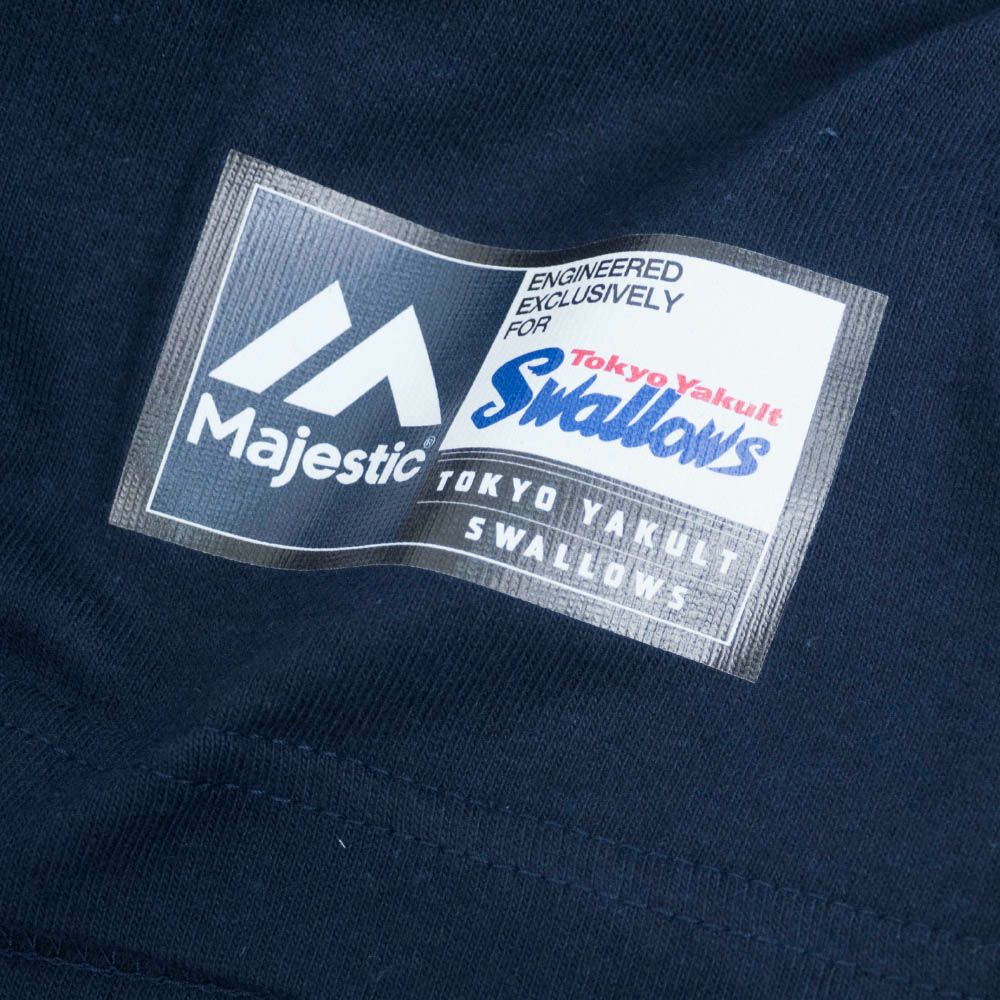 Majestic®
ENGINEERED
EXCLUSIVELY
FOR
Tokyo Yakult
Swallows
TOKYO YAKULT
SWALLOWS